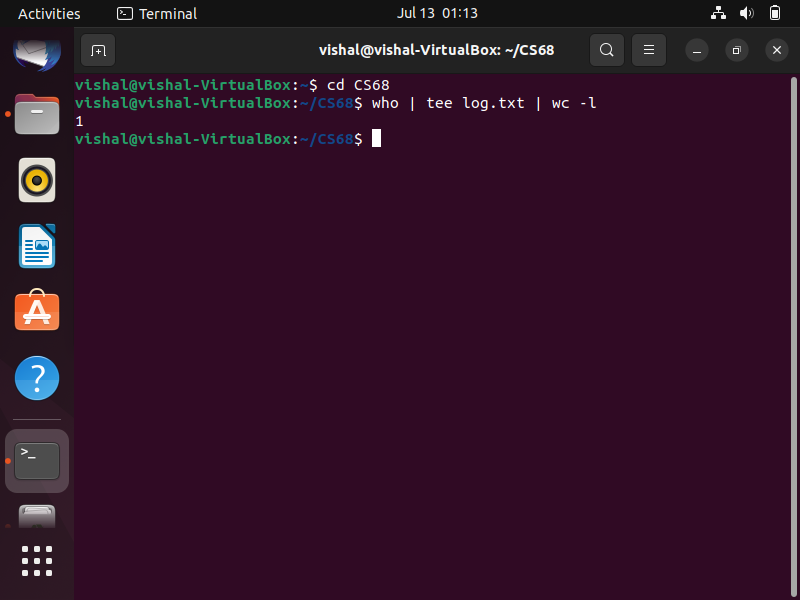 Activities Terminal Jul 13 01:13
vishal@vishal-VirtualBox: ~/CS68
vishal@vishal-VirtualBox:~$ cd CS68
vishal@vishal-VirtualBox:~/CS68$ who | tee log.txt | wc -l
1
vishal@vishal-VirtualBox:~/CS68$